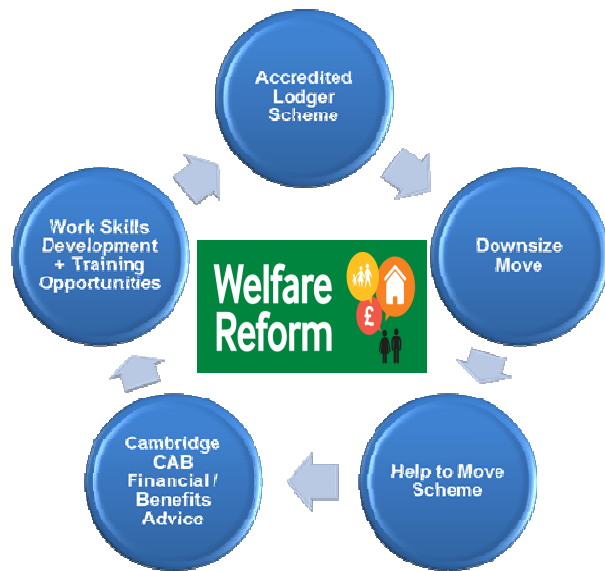 Accredited
Lodger
Scheme
Downsize
Move
Help to Move
Scheme
Cambridge
CAB
Financial /
Benefits
Advice
Work Skills
Development
+ Training
Opportunities
Welfare
Reform
£